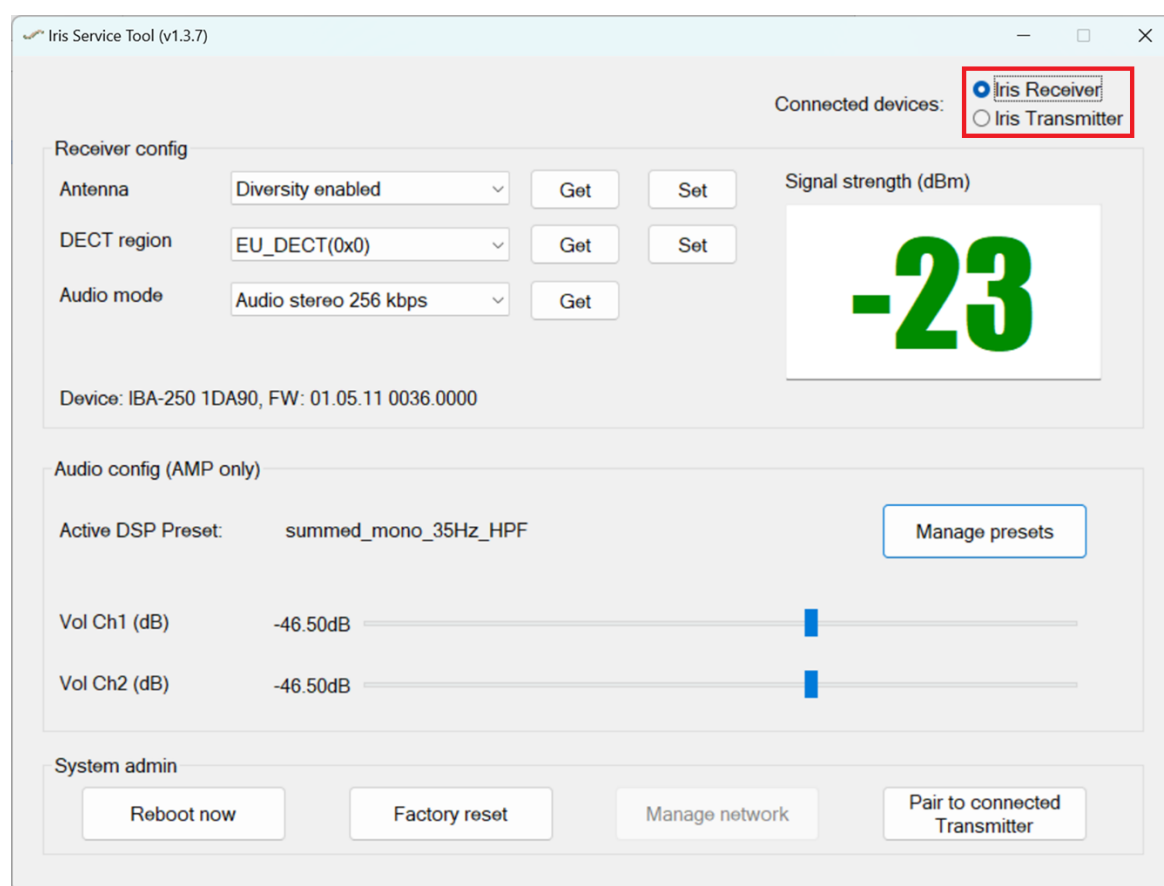 Iris Service Tool (v1.3.7)
Connected devices:
Iris Receiver
Iris Transmitter
Receiver config
Antenna
Diversity enabled
Get
Set
DECT region
EU_DECT(0x0)
Get
Set
Audio mode
Audio stereo 256 kbps
Get
Signal strength (dBm)
-23
Device: IBA-250 1DA90, FW: 01.05.11 0036.0000
Audio config (AMP only)
Active DSP Preset:
summed_mono_35Hz_HPF
Manage presets
Vol Ch1 (dB)
-46.50dB
Vol Ch2 (dB)
-46.50dB
System admin
Reboot now
Factory reset
Manage network
Pair to connected
Transmitter